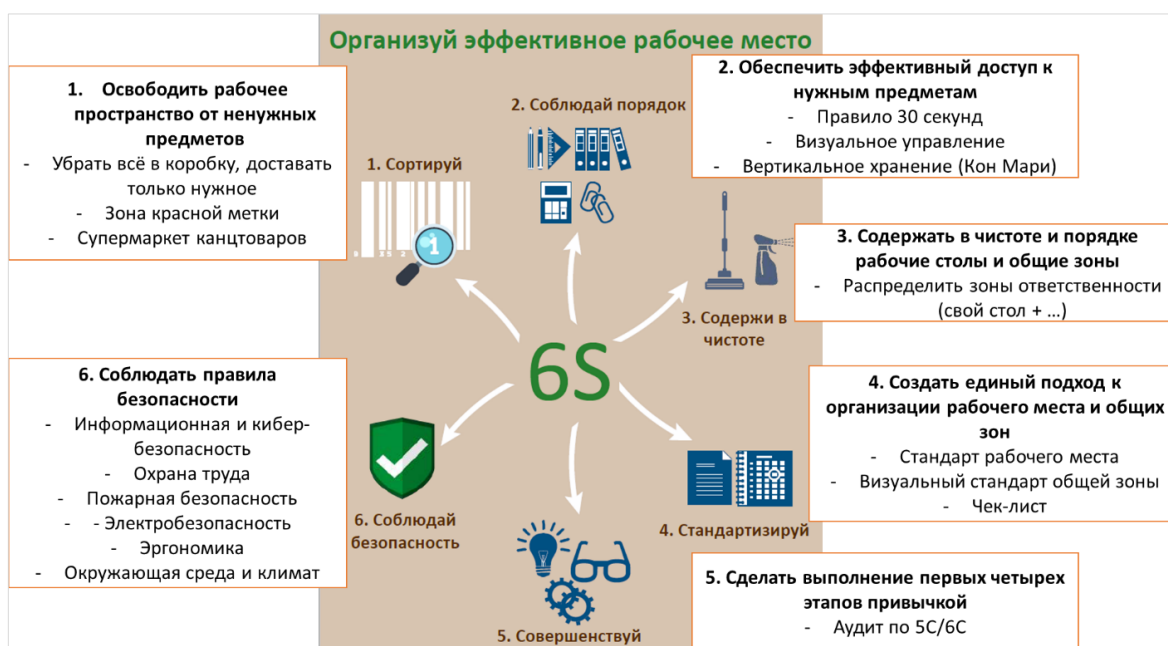 Организуй эффективное рабочее место
1. Освободить рабочее
пространство от ненужных
предметов
- Убрать всё в коробку, доставать
только нужное
- Зона красной метки
- Супермаркет канцтоваров
1. Сортируй
2. Соблюдай порядок
2. Обеспечить эффективный доступ к
нужным предметам
- Правило 30 секунд
- Визуальное управление
- Вертикальное хранение (Кон Мари)
3. Содержи в
чистоте
3. Содержать в чистоте и порядке
рабочие столы и общие зоны
- Распределить зоны ответственности
(свой стол + ...)
6S
4. Стандартизируй
4. Создать единый подход к
организации рабочего места и общих
зон
- Стандарт рабочего места
- Визуальный стандарт общей зоны
- Чек-лист
5. Совершенствуй
5. Сделать выполнение первых четырех
этапов привычкой
- Аудит по 5С/6С
6. Соблюдай
безопасность
6. Соблюдать правила
безопасности
- Информационная и кибер-
безопасность
- Охрана труда
- Пожарная безопасность
- - Электробезопасность
- Эргономика
- Окружающая среда и климат